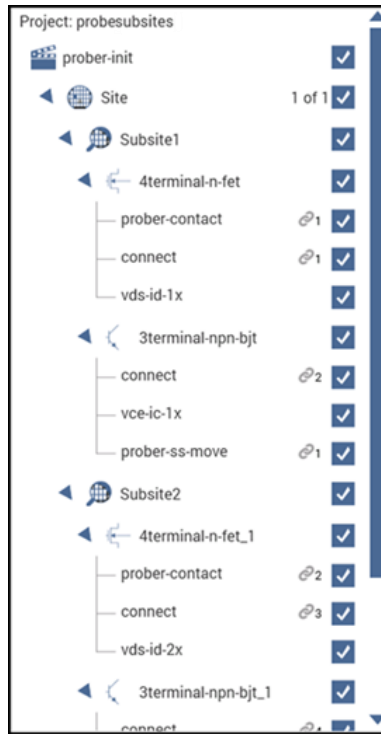 Project: probesubsites
prober-init
Site 1 of 1
Subsite1
4terminal-n-fet
prober-contact 1
connect 1
vds-id-1x
3terminal-npn-bjt
connect 2
vce-ic-1x
prober-ss-move 1
Subsite2
4terminal-n-fet_1
prober-contact 2
connect 3
vds-id-2x
3terminal-npn-bjt_1
connect 4